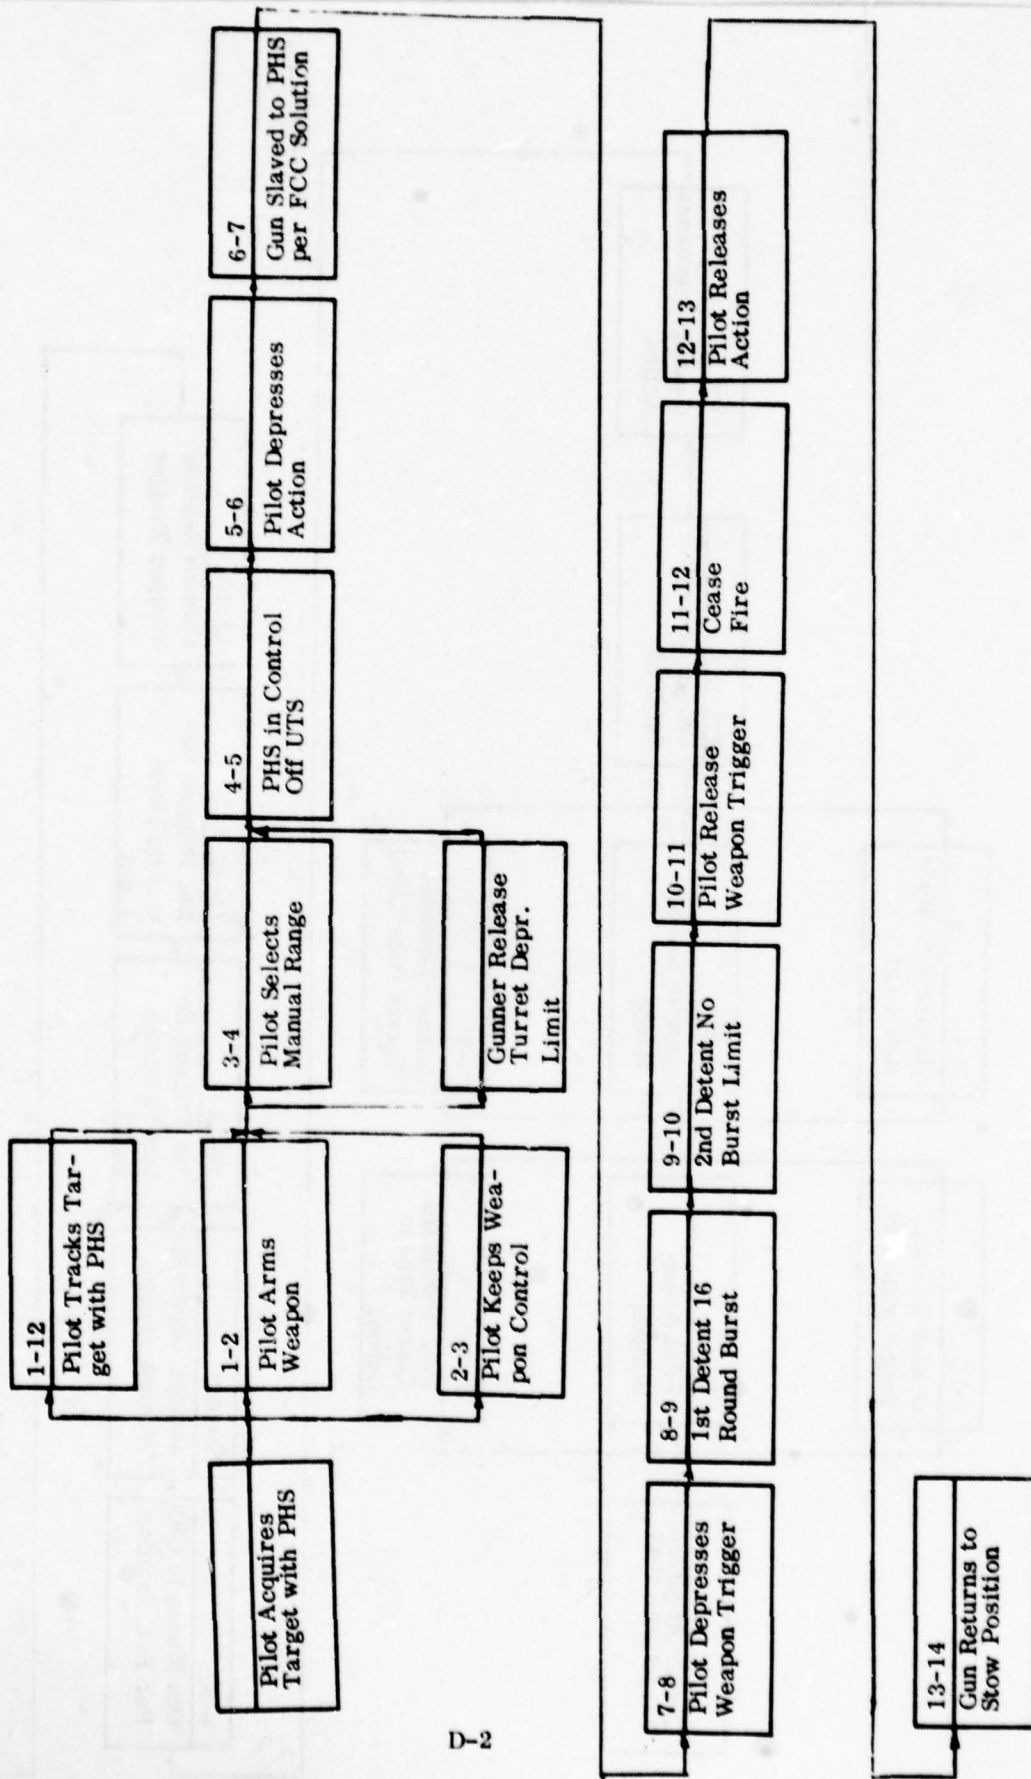 Pilot Acquires
Target with PHS
1-12
Pilot Tracks Tar-
get with PHS
1-2
Pilot Arms
Weapon
2-3
Pilot Keeps Wea-
pon Control
3-4
Pilot Selects
Manual Range
Gunner Release
Turret Depr.
Limit
4-5
PHS in Control
Off UTS
5-6
Pilot Depresses
Action
6-7
Gun Slaved to PHS
per FCC Solution
7-8
Pilot Depresses
Weapon Trigger
8-9
1st Detent 16
Round Burst
9-10
2nd Detent No
Burst Limit
10-11
Pilot Release
Weapon Trigger
11-12
Cease
Fire
12-13
Pilot Releases
Action
13-14
Gun Returns to
Stow Position
D-2